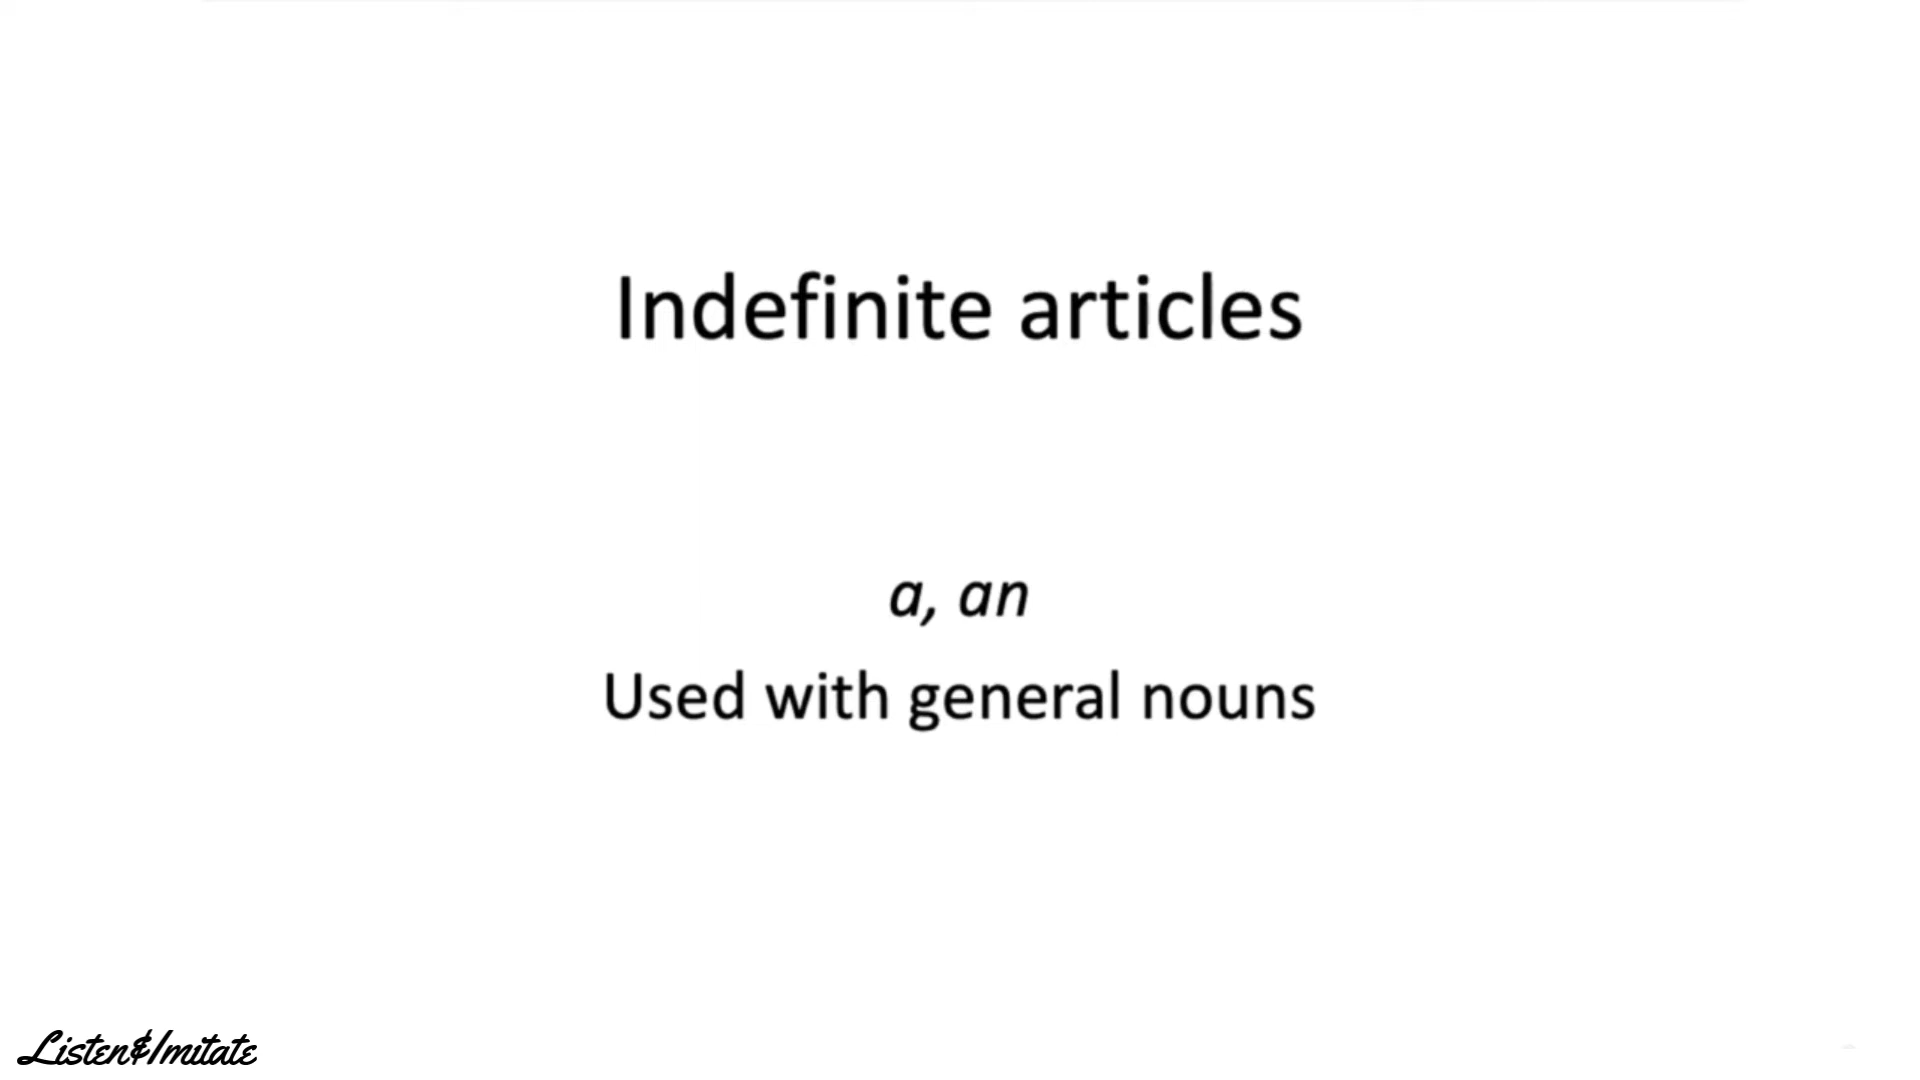 Indefinite articles
a, an
Used with general nouns
Listen&Imitate